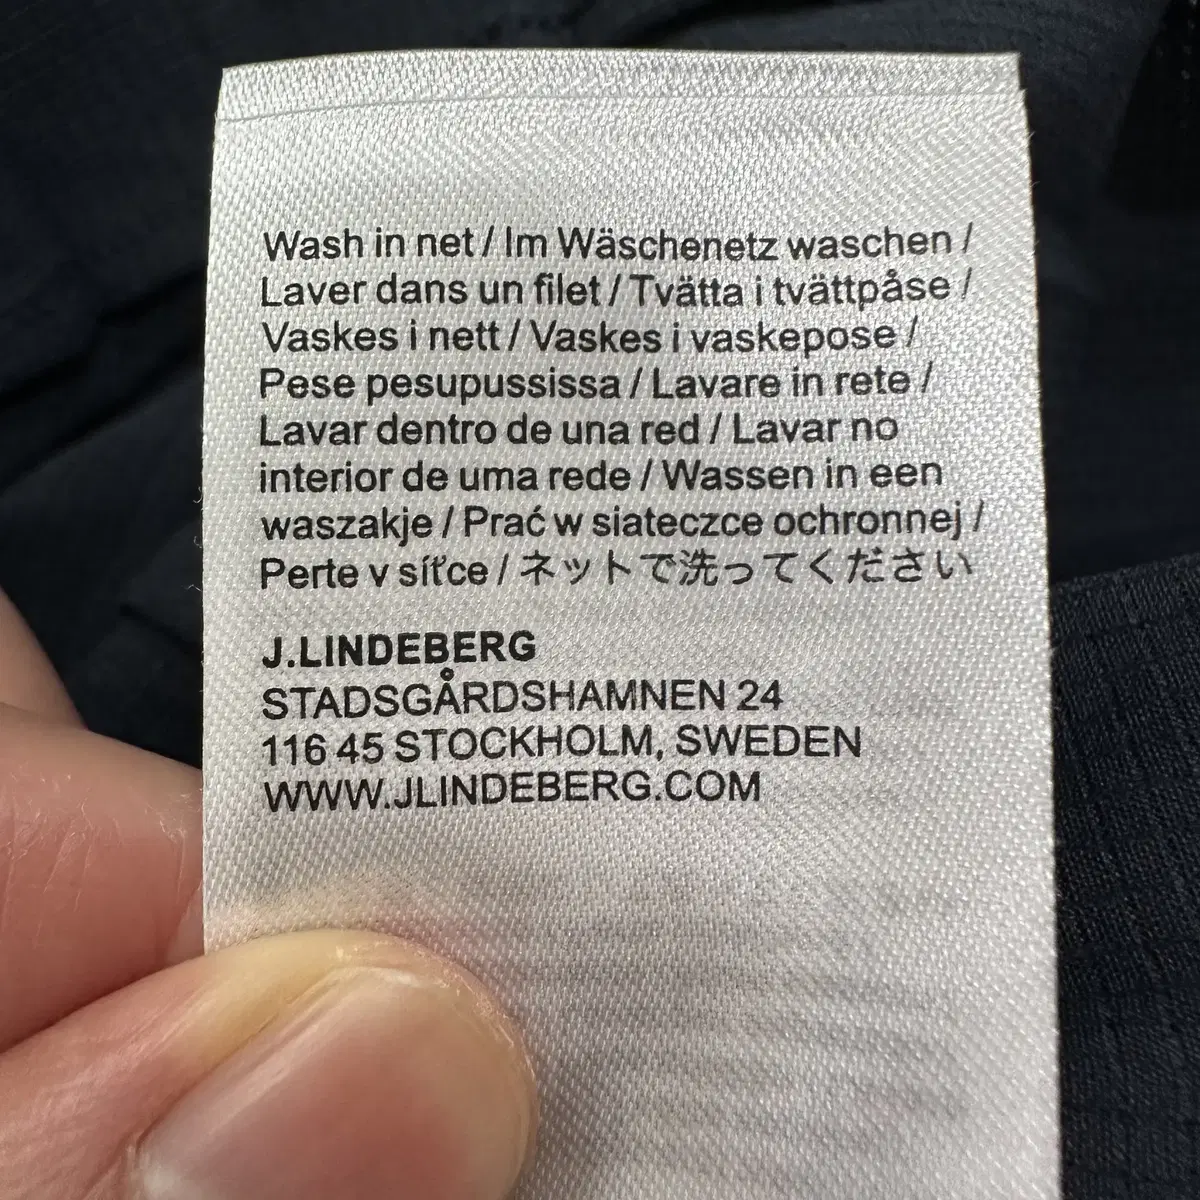 Wash in net / Im Wäschenetz waschen /
Laver dans un filet / Tvätta i tvättpåse /
Vaskes i nett / Vaskes i vaskepose /
Pese pesupussissa / Lavare in rete /
Lavar dentro de una red / Lavar no
interior de uma rede / Wassen in een
waszakje / Prać w siateczce ochronnej /
Perte v síťce / ネットで洗ってください
J.LINDEBERG
STADSGÅRDSHAMNEN 24
116 45 STOCKHOLM, SWEDEN
WWW.JLINDEBERG.COM